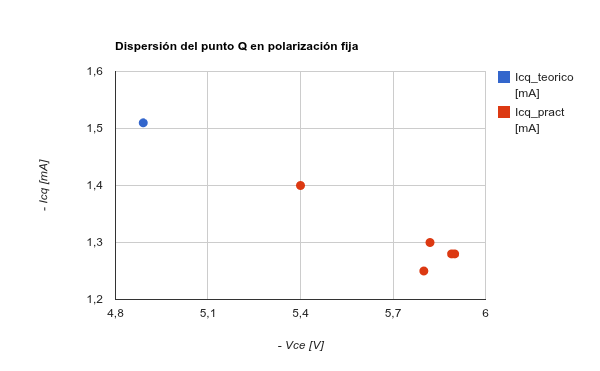 Dispersión del punto Q en polarización fija
1,6
1,5
1,4
1,3
1,2
- Icq [mA]
4,8 5,1 5,4 5,7 6
- Vce [V]
Icq_teorico
[mA]
Icq_pract
[mA]